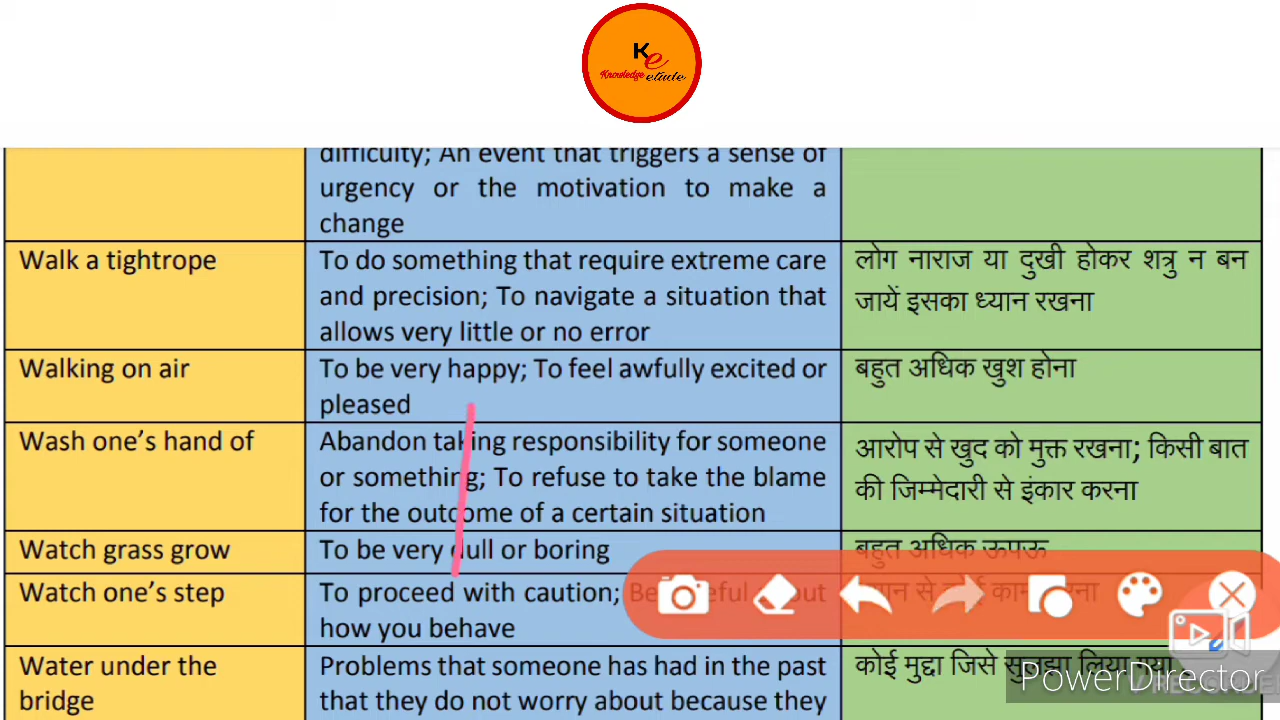 Ke
Knowledge etude
difficulty; An event that triggers a sense of
urgency or the motivation to make a
change
Walk a tightrope
To do something that require extreme care
and precision; To navigate a situation that
allows very little or no error
लोग नाराज या दुखी होकर शत्रु न बन
जायें इसका ध्यान रखना
Walking on air
To be very happy; To feel awfully excited or
pleased
बहुत अधिक खुश होना
Wash one’s hand of
Abandon taking responsibility for someone
or something; To refuse to take the blame
for the outcome of a certain situation
आरोप से खुद को मुक्त रखना; किसी बात
की जिम्मेदारी से इंकार करना
Watch grass grow
To be very dull or boring
बहुत अधिक ऊपऊ
Watch one’s step
To proceed with caution;
how you behave
Water under the
bridge
Problems that someone has had in the past
that they do not worry about because they
कोई मुद्दा जिसे सुलझा लिया गया
PowerDirector